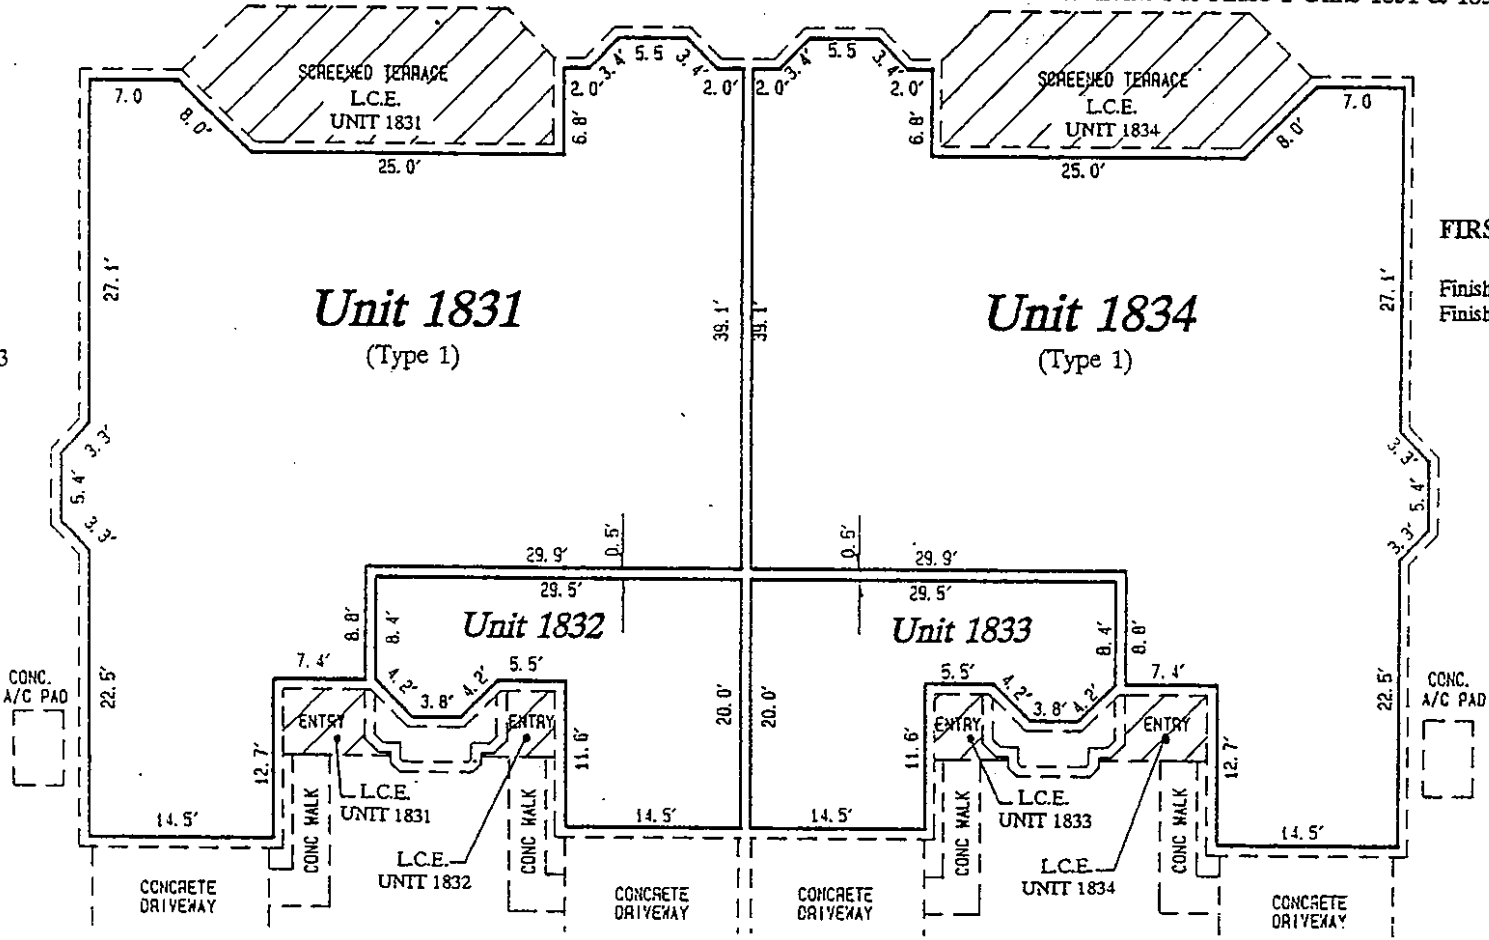 SCREENED TERRACE
L.C.E.
UNIT 1831
SCREENED TERRACE
L.C.E.
UNIT 1834
7.0
8.0'
25.0'
6.8'
2.0'
3.4'
5.5
3.4'
2.0'
2.0'
3.4'
5.5
3.4'
2.0'
6.8'
25.0'
8.0'
7.0
27.1'
Unit 1831
(Type 1)
39.1'
39.1'
Unit 1834
(Type 1)
27.1'
FIRS
Finish
Finish
3
3.3'
5.4'
3.3'
3.3'
5.4'
3.3'
29.9'
0.5'
29.5'
29.9'
29.5'
8.8'
8.4'
Unit 1832
Unit 1833
8.4'
8.8'
7.4'
4.2'
3.8'
4.2'
5.5'
5.5'
4.2'
3.8'
4.2'
7.4'
CONC.
A/C PAD
22.5'
20.0'
20.0'
22.5'
CONC.
A/C PAD
ENTRY
ENTRY
ENTRY
ENTRY
12.7'
11.6'
11.6'
12.7'
L.C.E.
UNIT 1831
L.C.E.
UNIT 1833
14.5'
14.5'
14.5'
14.5'
CONC WALK
CONC WALK
CONC WALK
CONC WALK
L.C.E.
UNIT 1832
L.C.E.
UNIT 1834
CONCRETE
DRIVEWAY
CONCRETE
DRIVEWAY
CONCRETE
DRIVEWAY
CONCRETE
DRIVEWAY